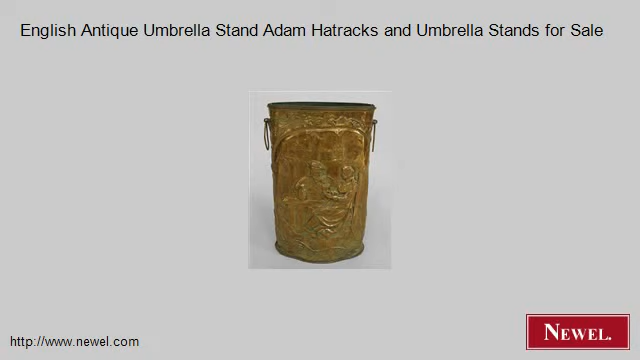 English Antique Umbrella Stand Adam Hatracks and Umbrella Stands for Sale
http://www.newel.com
NEWEL.